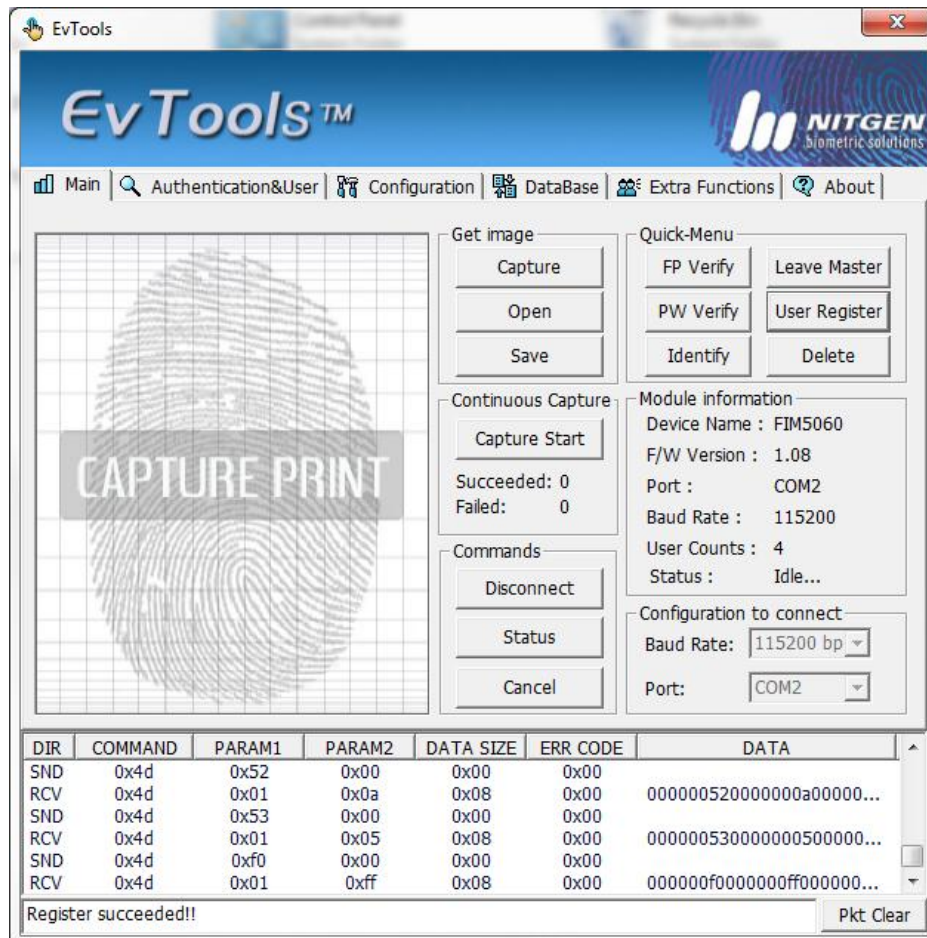 EvTools
EvTools™
NITGEN
biometric solutions
Main
Authentication&User
Configuration
DataBase
Extra Functions
About
CAPTURE PRINT
Get image
Capture
Open
Save
Continuous Capture
Capture Start
Succeeded: 0
Failed: 0
Commands
Disconnect
Status
Cancel
Quick-Menu
FP Verify Leave Master
PW Verify User Register
Identify Delete
Module information
Device Name : FIM5060
F/W Version : 1.08
Port : COM2
Baud Rate : 115200
User Counts : 4
Status : Idle...
Configuration to connect
Baud Rate: 115200 bp
Port: COM2
DIR COMMAND PARAM1 PARAM2 DATA SIZE ERR CODE DATA
SND 0x4d 0x52 0x00 0x00 0x00
RCV 0x4d 0x01 0x0a 0x08 0x00 000000520000000a00000...
SND 0x4d 0x53 0x00 0x00 0x00
RCV 0x4d 0x01 0x05 0x08 0x00 000000530000000500000...
SND 0x4d 0xf0 0x00 0x00 0x00
RCV 0x4d 0x01 0xff 0x08 0x00 000000f0000000ff000000...
Register succeeded!!
Pkt Clear